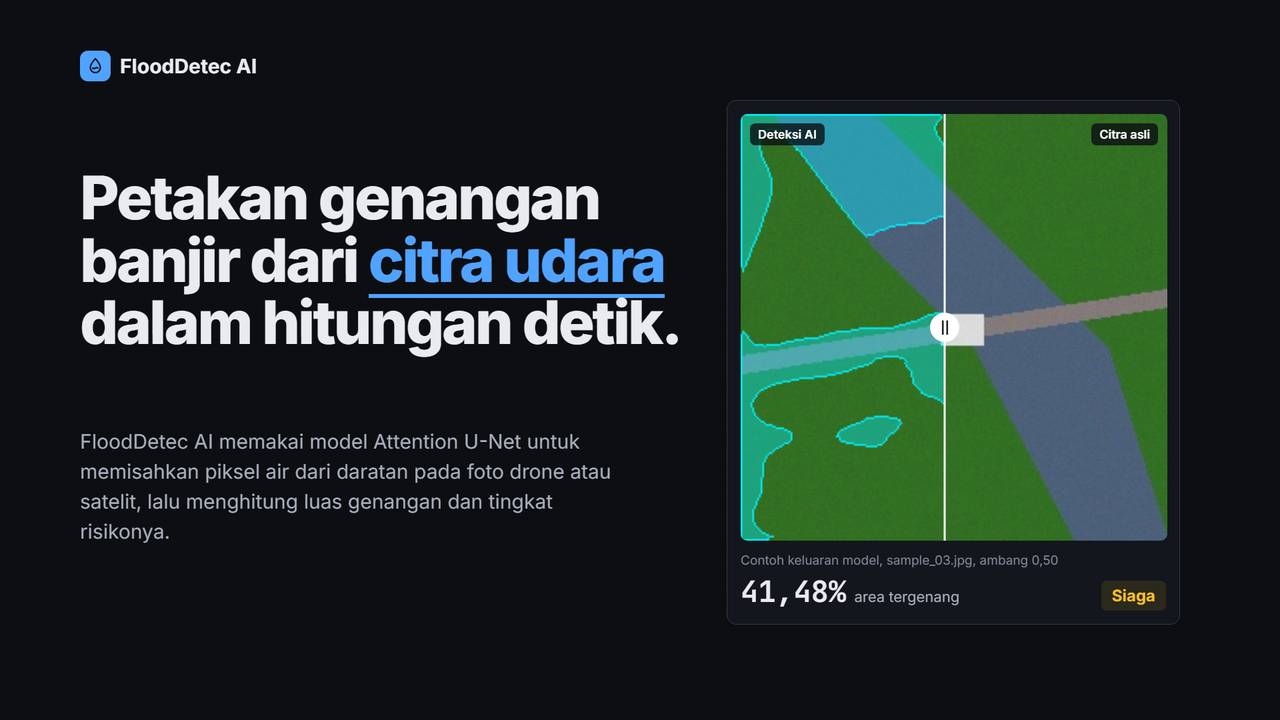 FloodDetec AI
Petakan genangan
banjir dari citra udara
dalam hitungan detik.
FloodDetec AI memakai model Attention U-Net untuk
memisahkan piksel air dari daratan pada foto drone atau
satelit, lalu menghitung luas genangan dan tingkat
risikonya.
Deteksi AI
Citra asli
Contoh keluaran model, sample_03.jpg, ambang 0,50
41,48% area tergenang
Siaga